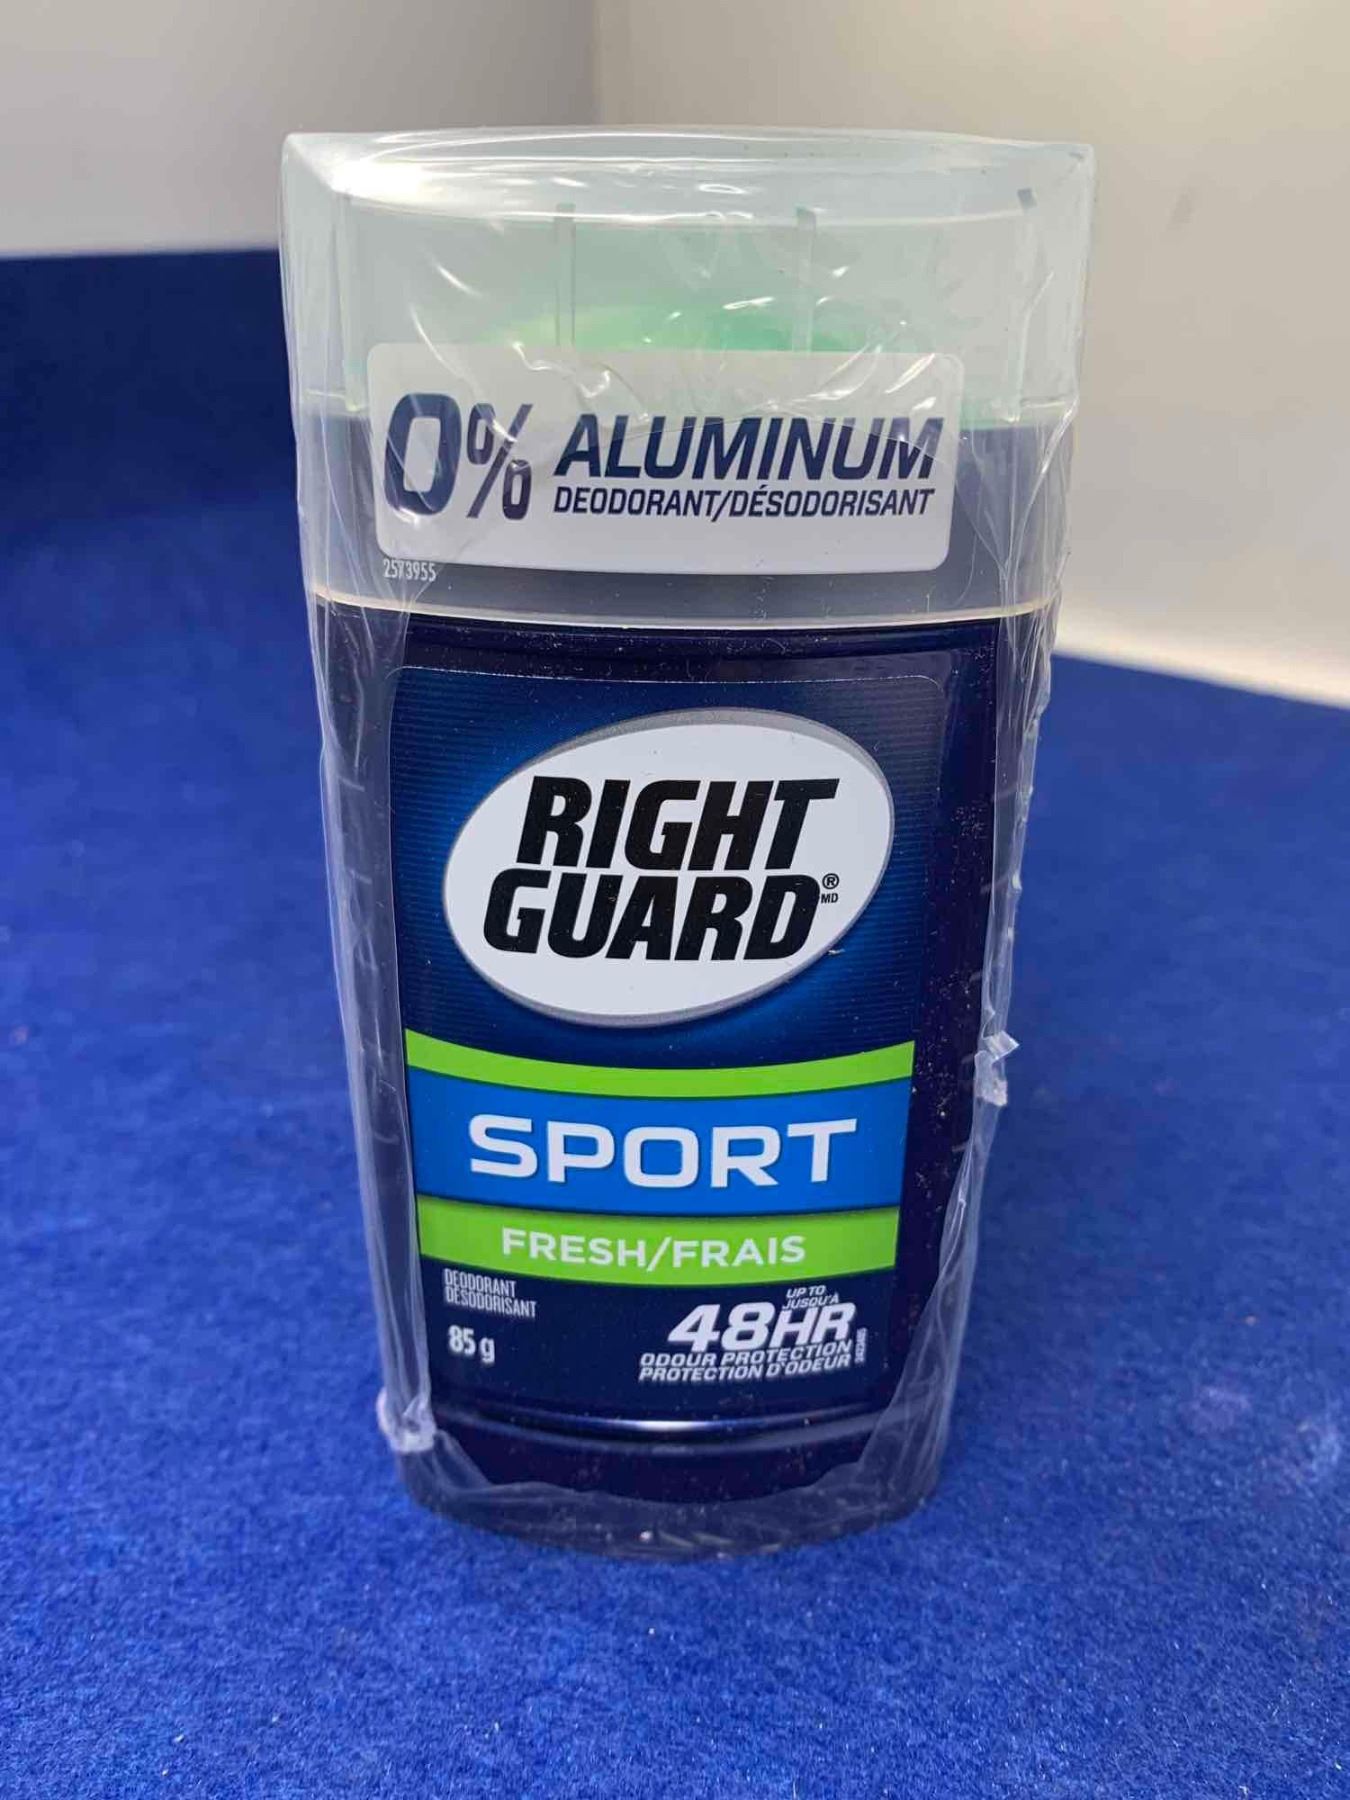 0% ALUMINUM
DEODORANT/DÉSODORISANT
2573955
RIGHT
GUARD®
MD
SPORT
FRESH/FRAIS
DEODORANT
DÉSODORISANT
85 g
UP TO
JUSQU'À
48HR
ODOUR PROTECTION
PROTECTION D'ODEUR